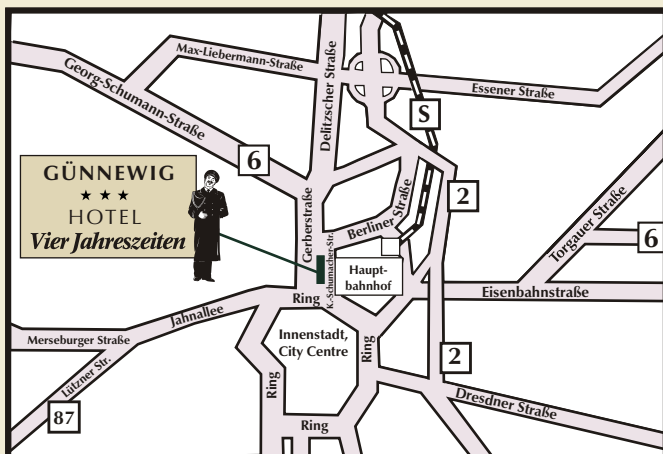 Max-Liebermann-Straße
Georg-Schumann-Straße
Delitzscher Straße
Essener Straße
S
6
GÜNNEWIG
★ ★ ★
HOTEL
Vier Jahreszeiten
2
Gerberstraße
Berliner Straße
K.-Schumacher-Str.
Haupt-
bahnhof
Torgauer Straße
6
Ring
Eisenbahnstraße
Jahnallee
Merseburger Straße
Innenstadt,
City Centre
Ring
Lützner Str.
2
Ring
Dresdner Straße
87
Ring